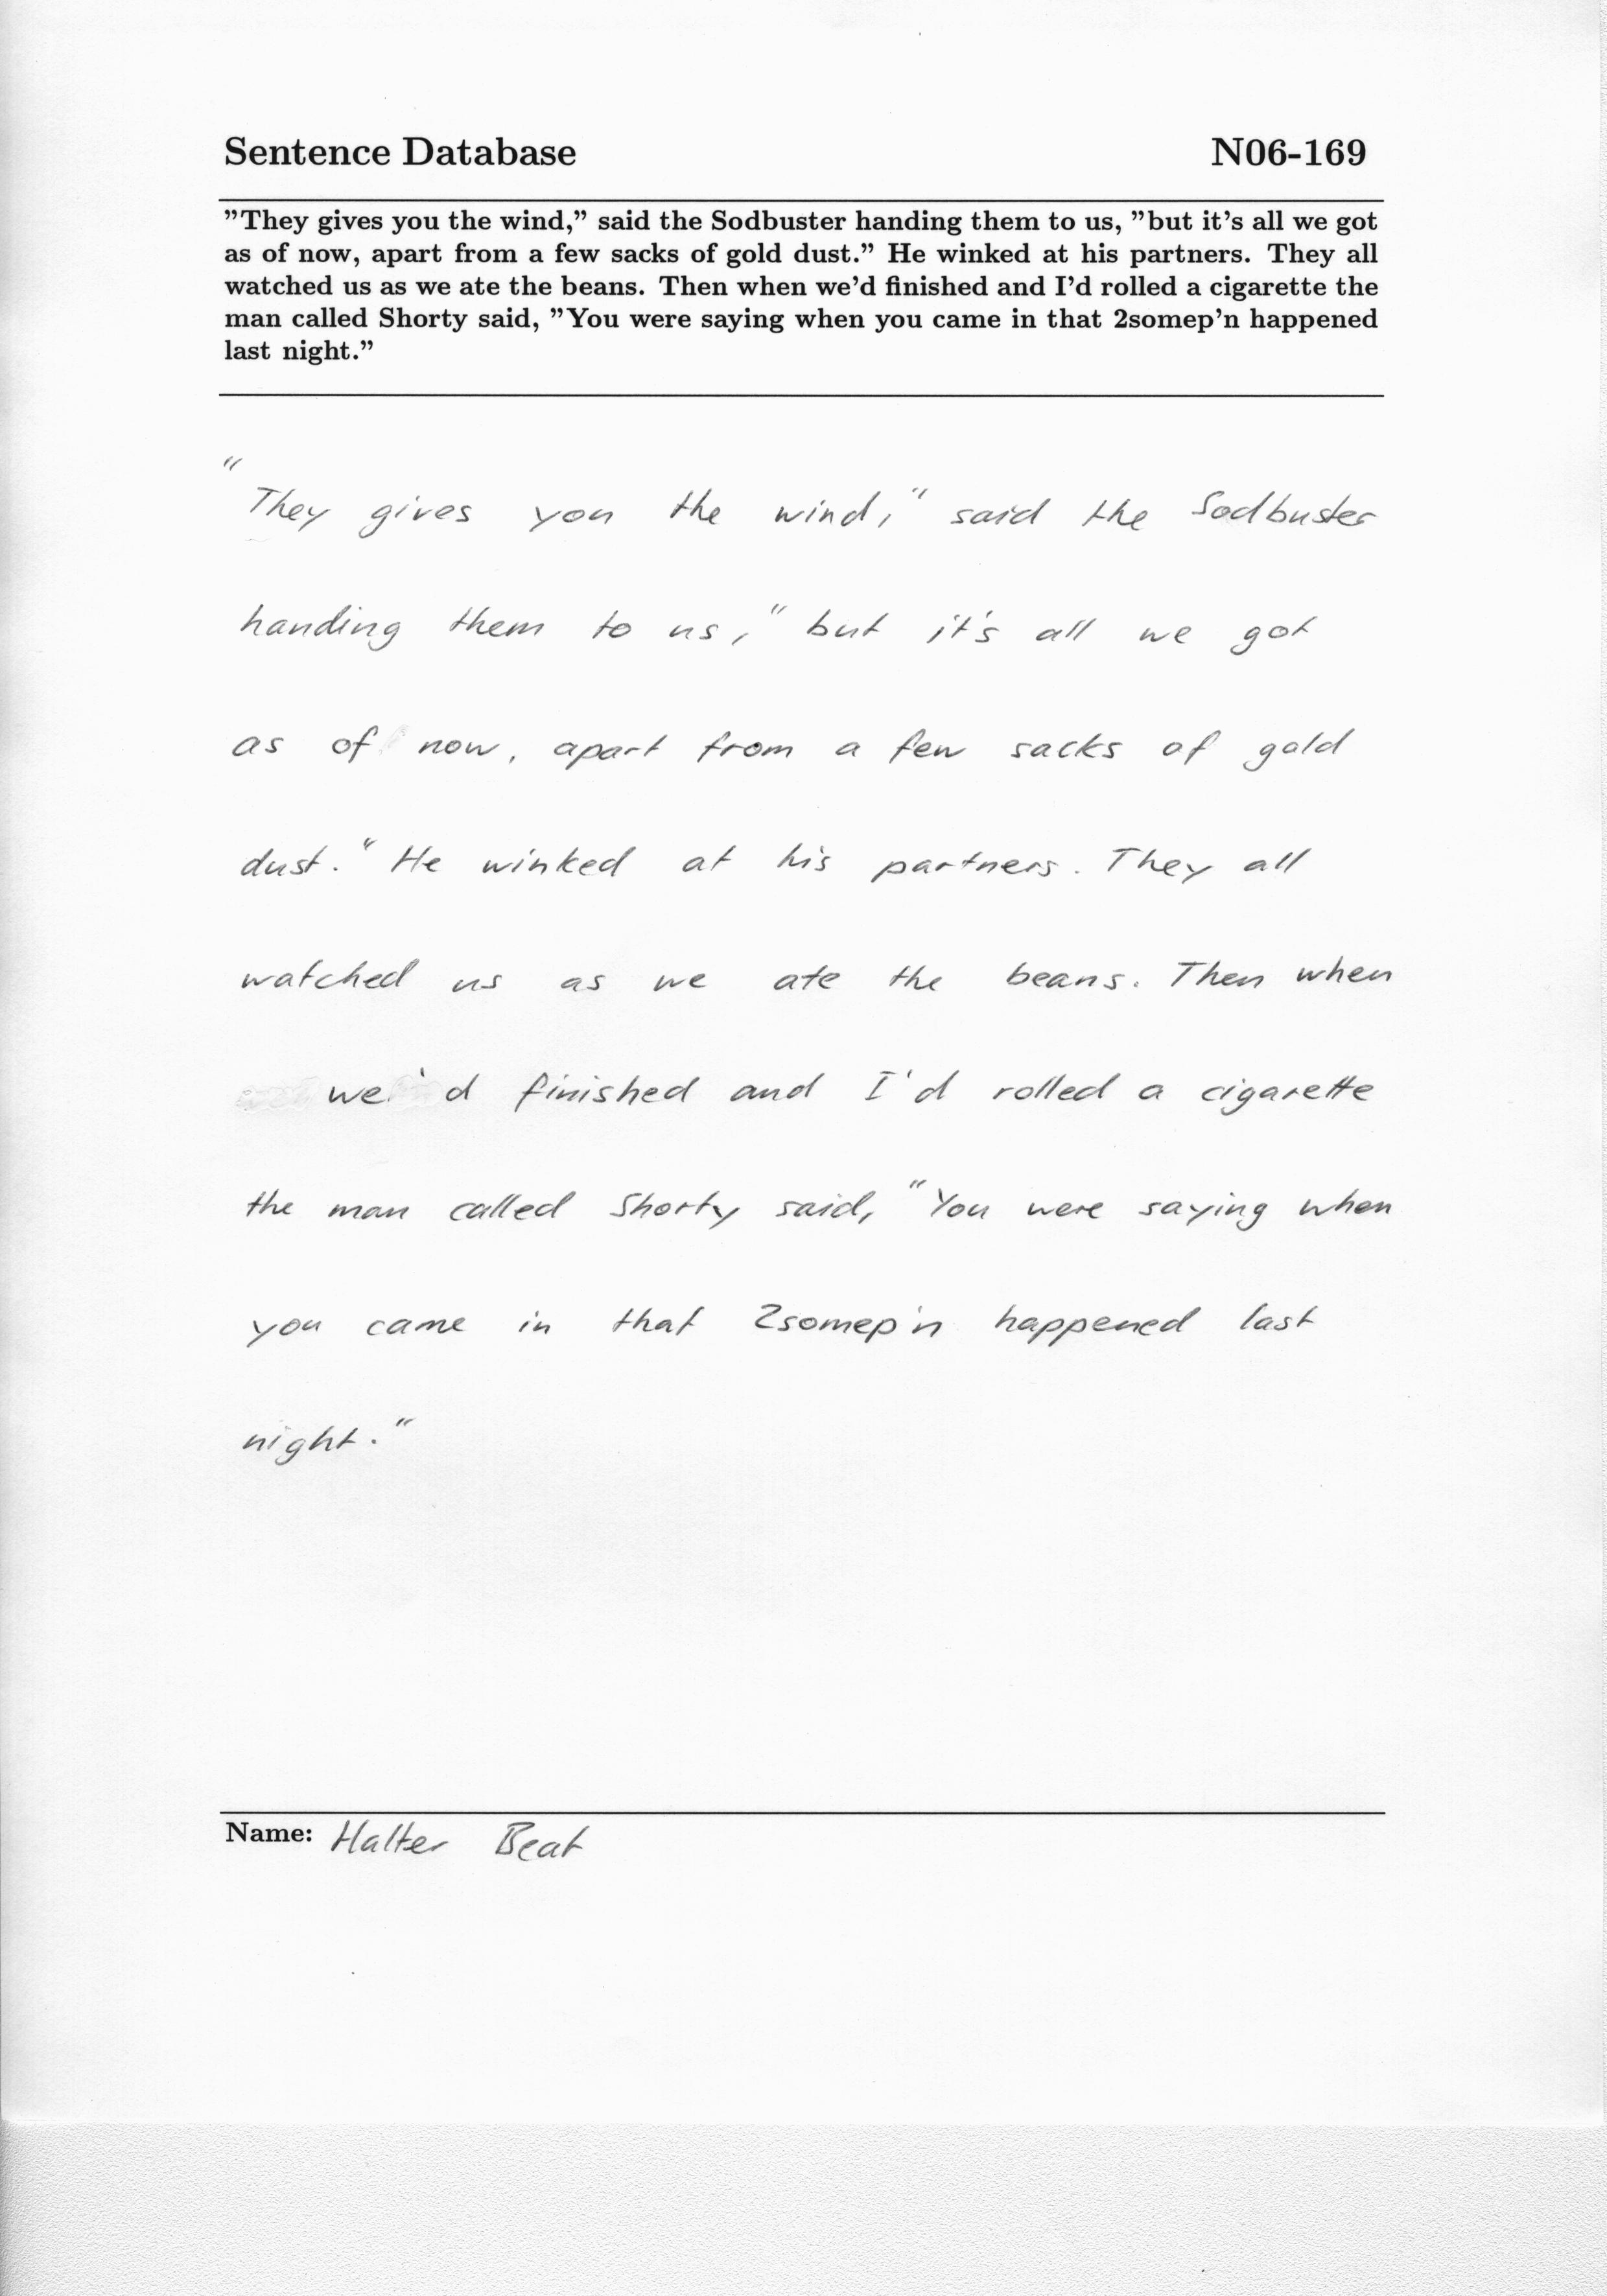 Sentence Database N06-169
”They gives you the wind,” said the Sodbuster handing them to us, ”but it’s all we got
as of now, apart from a few sacks of gold dust.” He winked at his partners. They all
watched us as we ate the beans. Then when we’d finished and I’d rolled a cigarette the
man called Shorty said, ”You were saying when you came in that 2somep’n happened
last night.”
"They gives you the wind," said the Sodbuster
handing them to us, "but it's all we got
as of now, apart from a few sacks of gold
dust." He winked at his partners. They all
watched us as we ate the beans. Then when
we'd finished and I'd rolled a cigarette
the man called Shorty said, "You were saying when
you came in that 2somep'n happened last
night."
Name: Halter Beat